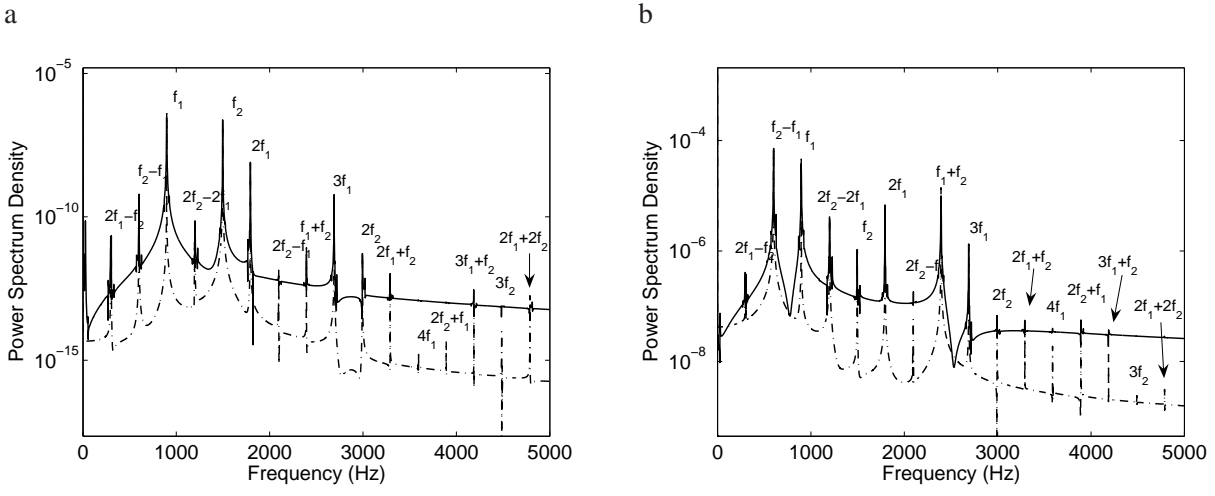 a
10⁻⁵
10⁻¹⁰
10⁻¹⁵
Power Spectrum Density
0 1000 2000 3000 4000 5000
Frequency (Hz)
2f₁−f₂
f₂−f₁
f₁
2f₂−2f₁
f₂
2f₁
2f₂−f₁
f₁+f₂
3f₁
2f₂
2f₁+f₂
4f₁
2f₂+f₁
3f₁+f₂
3f₂
2f₁+2f₂
b
10⁻⁴
10⁻⁶
10⁻⁸
Power Spectrum Density
0 1000 2000 3000 4000 5000
Frequency (Hz)
2f₁−f₂
f₂−f₁
f₁
2f₂−2f₁
f₂
2f₁
2f₂−f₁
f₁+f₂
3f₁
2f₂
2f₁+f₂
4f₁
2f₂+f₁
3f₁+f₂
3f₂
2f₁+2f₂